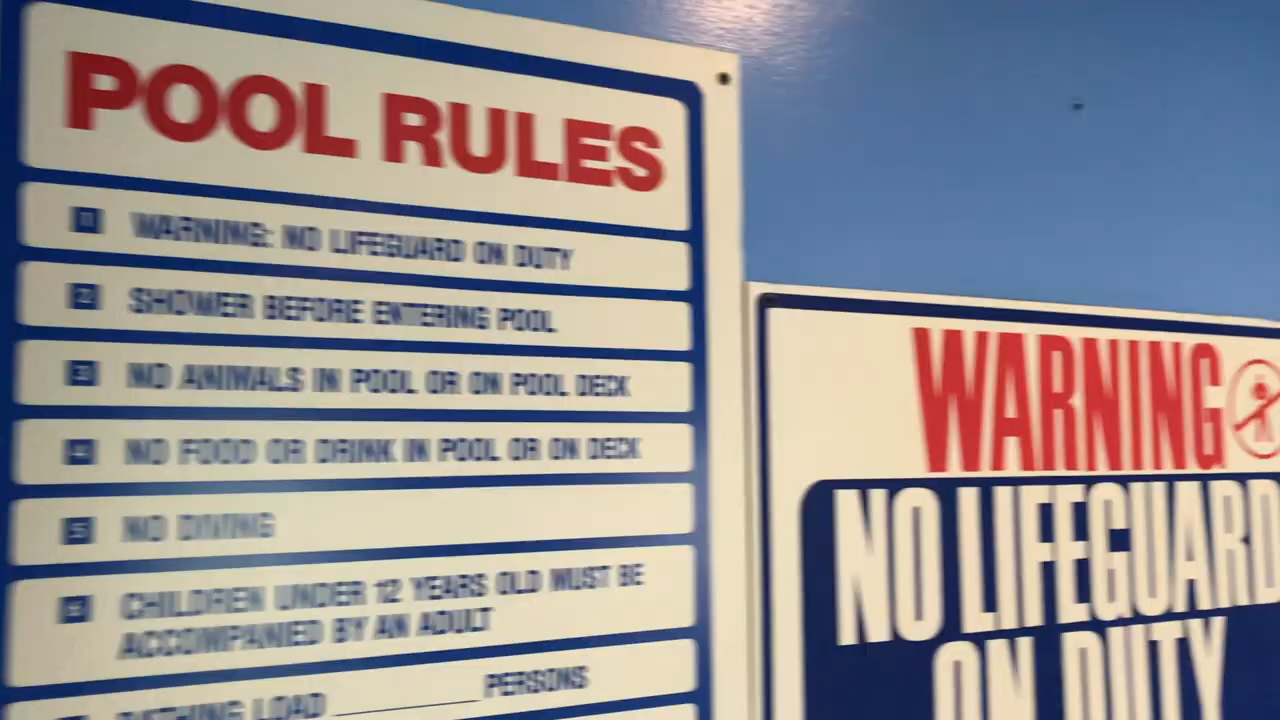 POOL RULES
1 WARNING: NO LIFEGUARD ON DUTY
2 SHOWER BEFORE ENTERING POOL
3 NO ANIMALS IN POOL OR ON POOL DECK
4 NO FOOD OR DRINK IN POOL OR ON DECK
5 NO DIVING
6 CHILDREN UNDER 12 YEARS OLD MUST BE
ACCOMPANIED BY AN ADULT
BATHING LOAD ________ PERSONS
WARNING
NO LIFEGUARD
ON DUTY